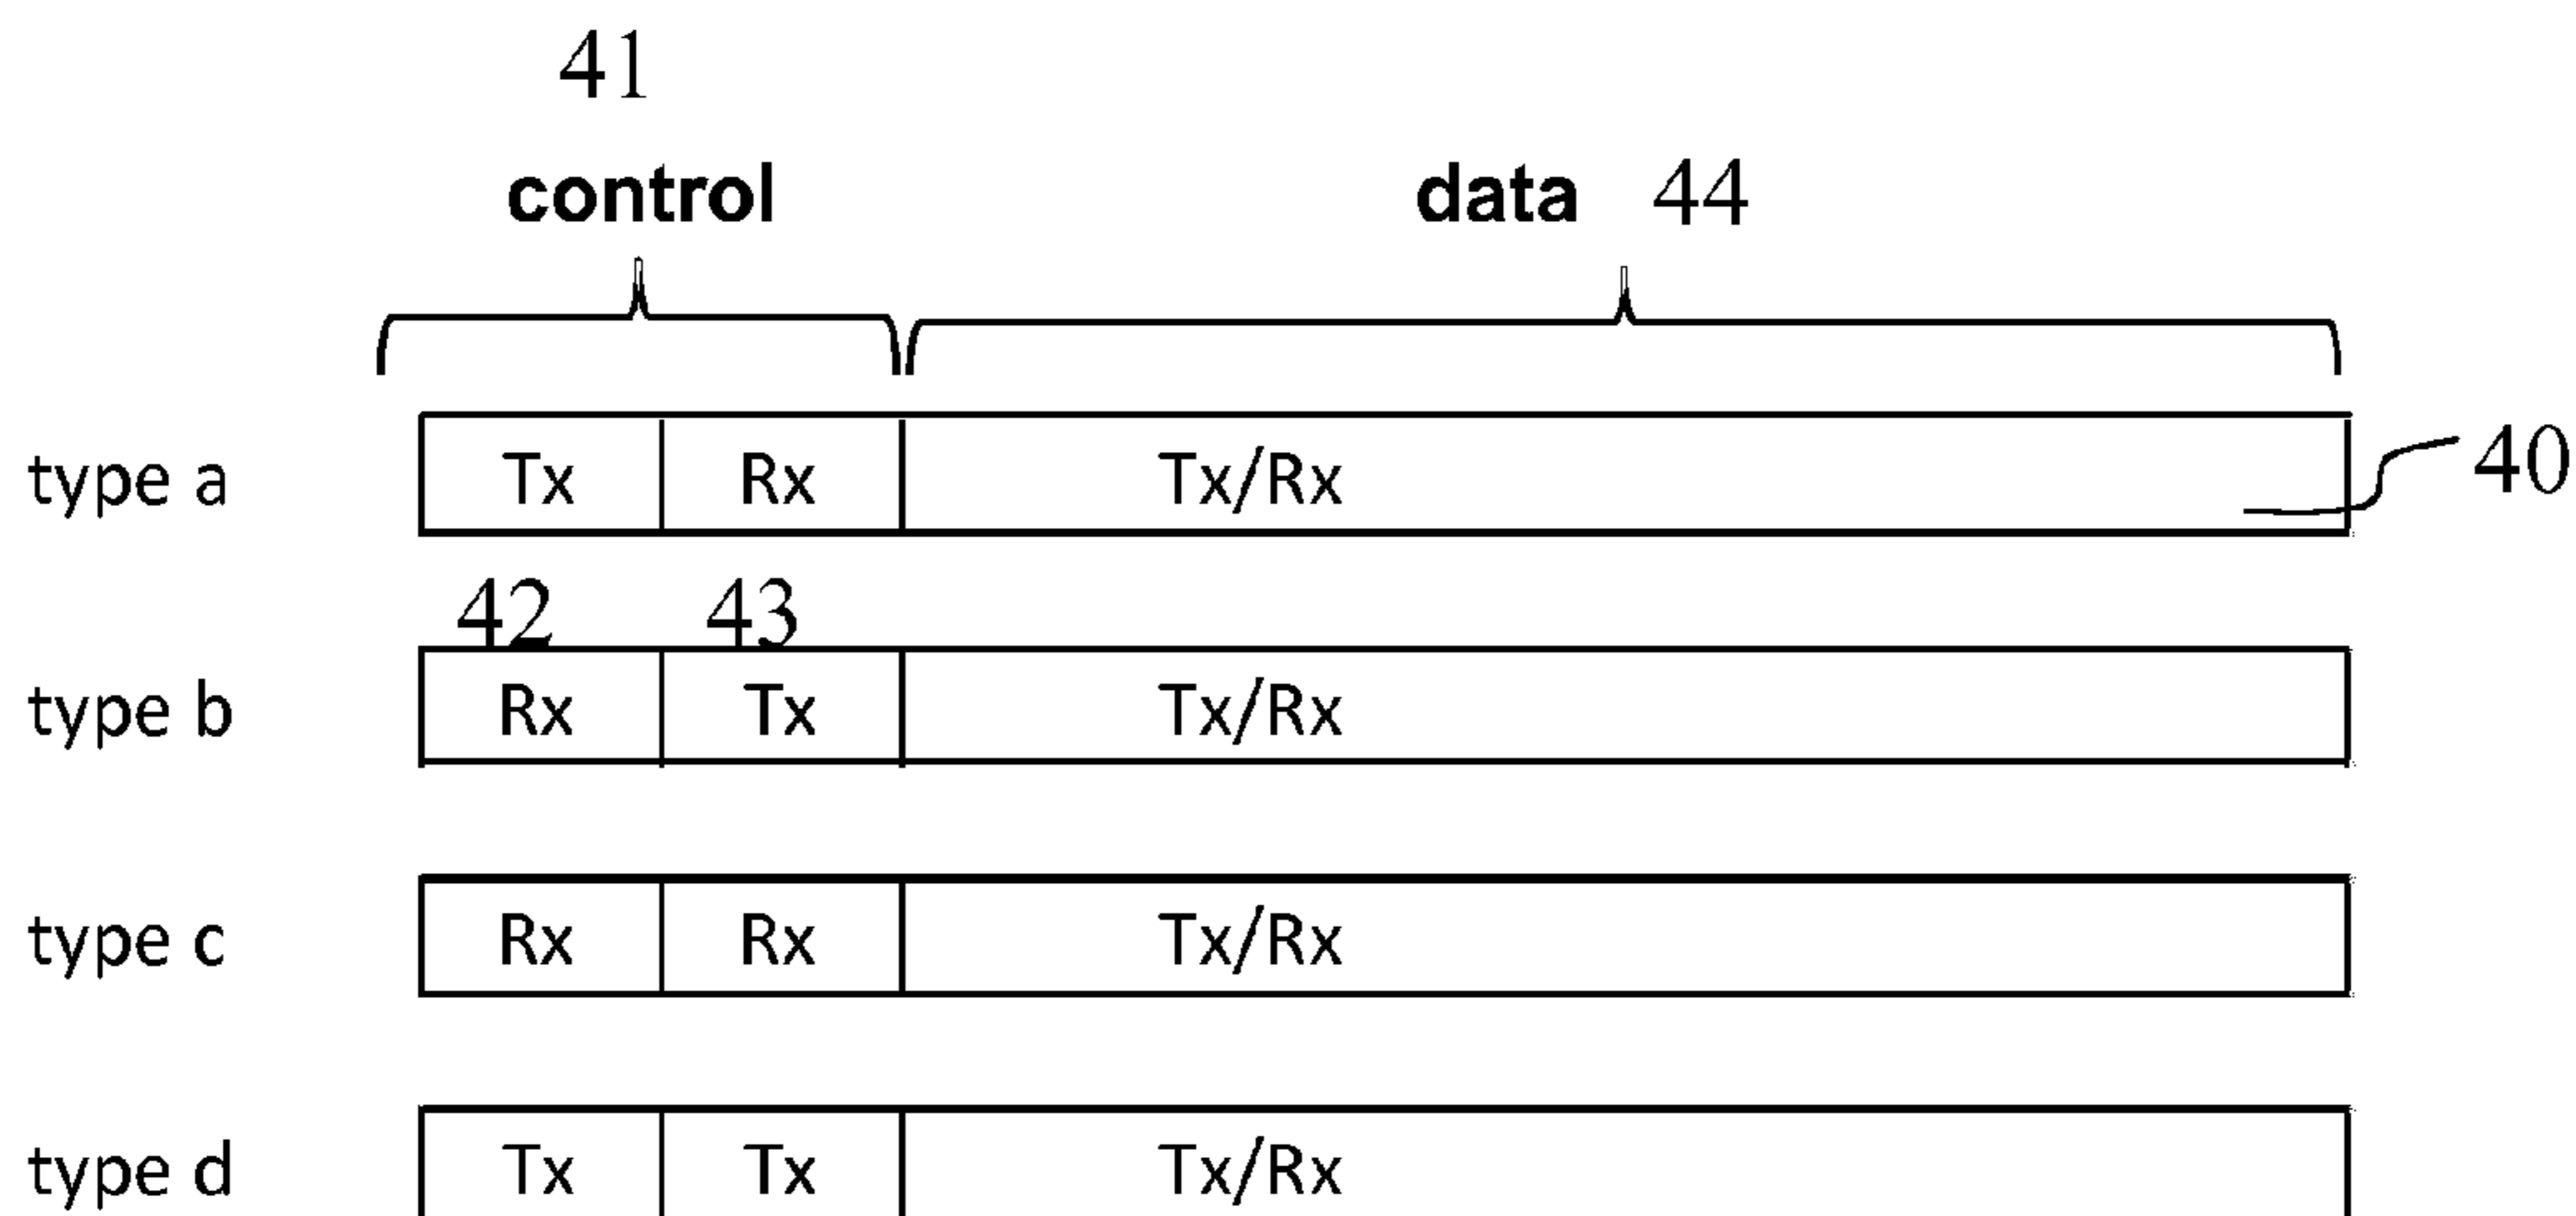 41
control data 44
type a Tx Rx Tx/Rx 40
42 43
type b Rx Tx Tx/Rx
type c Rx Rx Tx/Rx
type d Tx Tx Tx/Rx